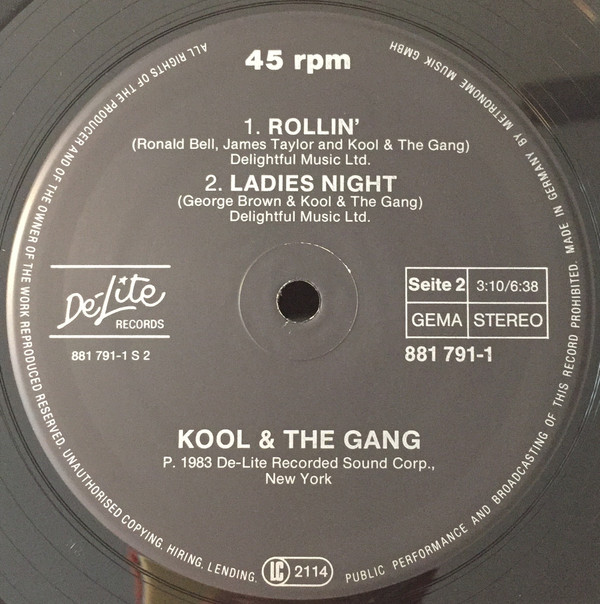 45 rpm
1. ROLLIN'
(Ronald Bell, James Taylor and Kool & The Gang)
Delightful Music Ltd.
2. LADIES NIGHT
(George Brown & Kool & The Gang)
Delightful Music Ltd.
De-Lite
RECORDS
881 791-1 S 2
Seite 2 3:10/6:38
GEMA STEREO
881 791-1
KOOL & THE GANG
P. 1983 De-Lite Recorded Sound Corp.,
New York
LC 2114
ALL RIGHTS OF THE PRODUCER AND OF THE OWNER OF THE WORK REPRODUCED RESERVED. UNAUTHORISED COPYING, HIRING, LENDING, PUBLIC PERFORMANCE AND BROADCASTING OF THIS RECORD PROHIBITED. MADE IN GERMANY BY METRONOME MUSIK GMBH